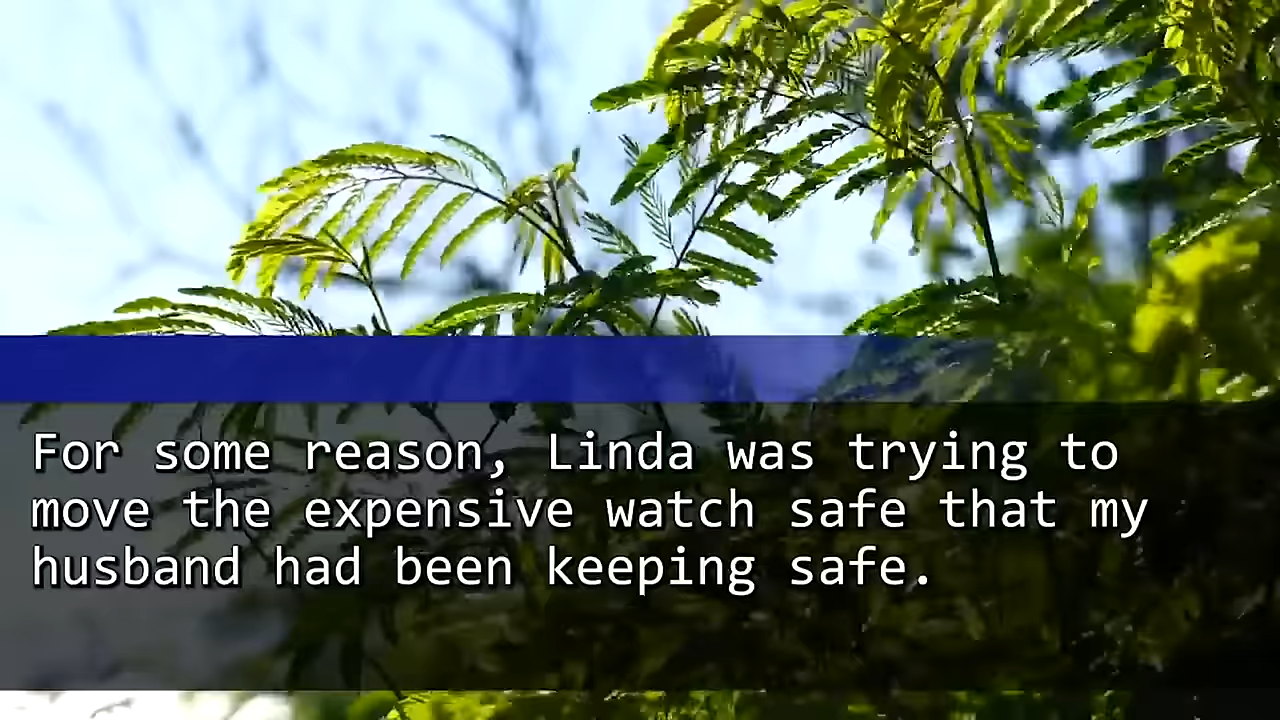 For some reason, Linda was trying to
move the expensive watch safe that my
husband had been keeping safe.